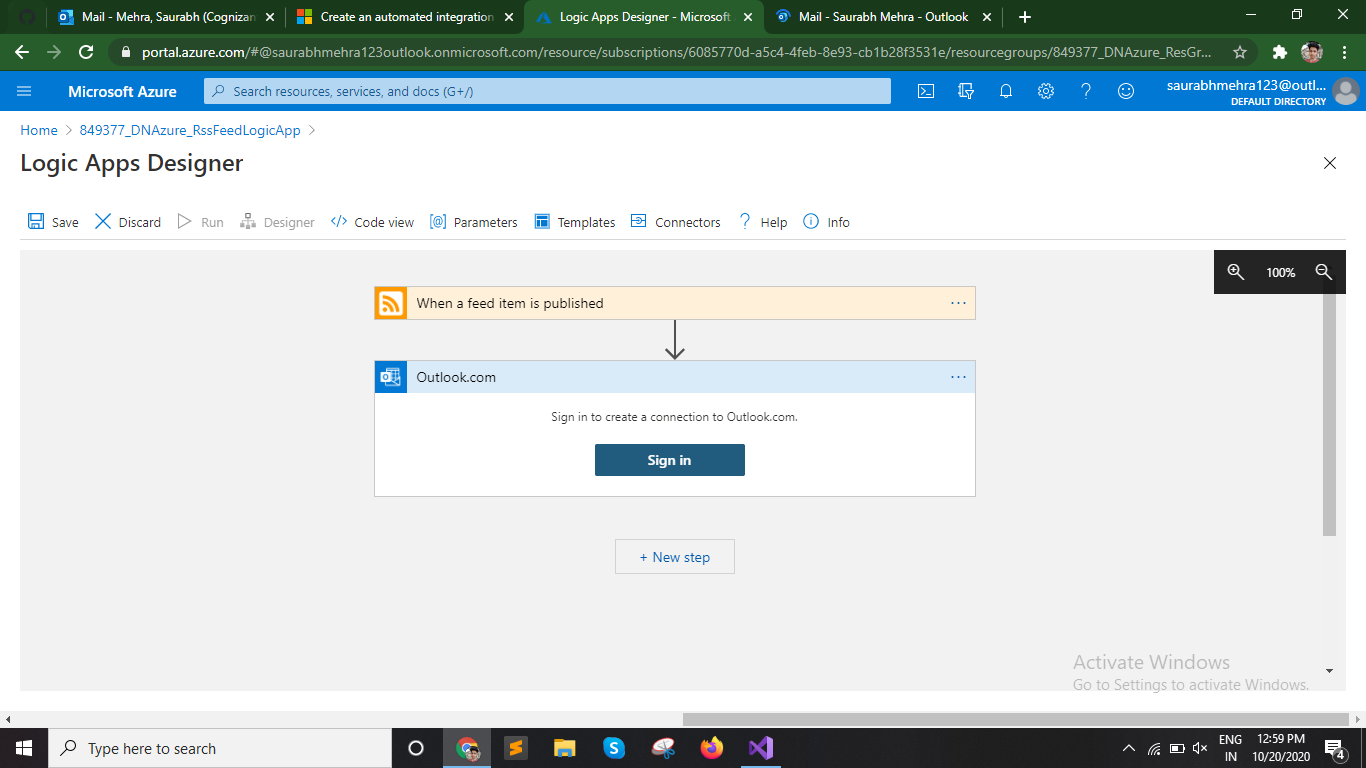 Mail - Mehra, Saurabh (Cognizan
Create an automated integration
Logic Apps Designer - Microsoft
Mail - Saurabh Mehra - Outlook
portal.azure.com/#@saurabhmehra123outlook.onmicrosoft.com/resource/subscriptions/6085770d-a5c4-4feb-8e93-cb1b28f3531e/resourcegroups/849377_DNAzure_ResGr...
Microsoft Azure
Search resources, services, and docs (G+/)
saurabhmehra123@outl...
DEFAULT DIRECTORY
Home > 849377_DNAzure_RssFeedLogicApp >
Logic Apps Designer
Save Discard Run Designer Code view Parameters Templates Connectors Help Info
100%
When a feed item is published
Outlook.com
Sign in to create a connection to Outlook.com.
Sign in
+ New step
Activate Windows
Go to Settings to activate Windows.
Type here to search
ENG
IN
12:59 PM
10/20/2020
4